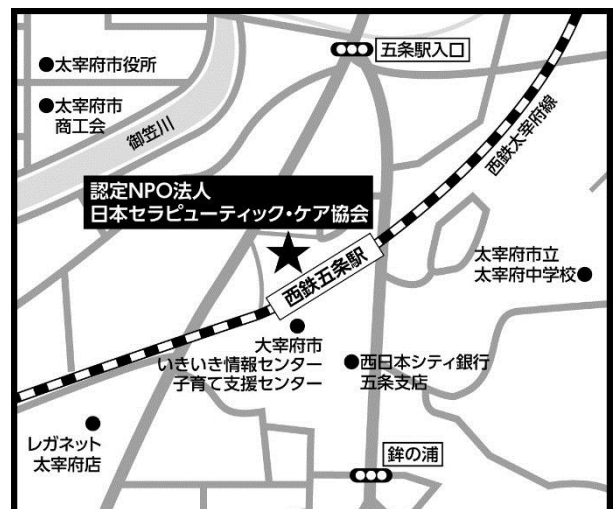 五条駅入口
太宰府市役所
太宰府市
商工会
御笠川
西鉄太宰府線
認定NPO法人
日本セラピューティック・ケア協会
西鉄五条駅
太宰府市立
太宰府中学校
大宰府市
いきいき情報センター
子育て支援センター
西日本シティ銀行
五条支店
レガネット
太宰府店
鉾の浦